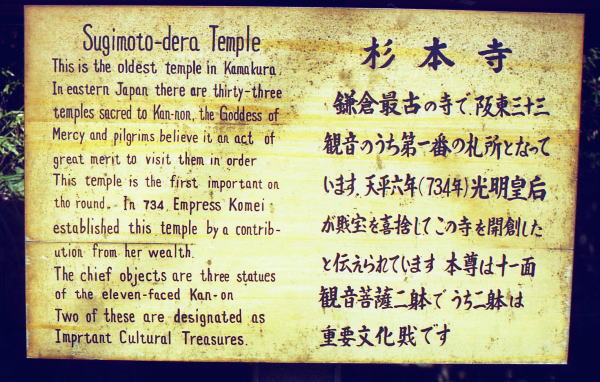 Sugimoto-dera Temple
This is the oldest temple in Kamakura.
In eastern Japan there are thirty-three
temples sacred to Kan-non, the Goddess of
Mercy and pilgrims believe it an act of
great merit to visit them in order
This temple is the first important on
tho round. In 734 Empress Komei
established this temple by a contrib-
ution from her wealth.
The chief objects are three statues
of the eleven-faced Kan-on
Two of these are designated as
Imprtant Cultural Treasures.
杉本寺
鎌倉最古の寺で、阪東三十三
観音のうち第一番の札所となって
います。天平六年(734年)光明皇后
が財宝を喜捨してこの寺を開創した
と伝えられています 本尊は十一面
観音菩薩三躰で うち二躰は
重要文化財です